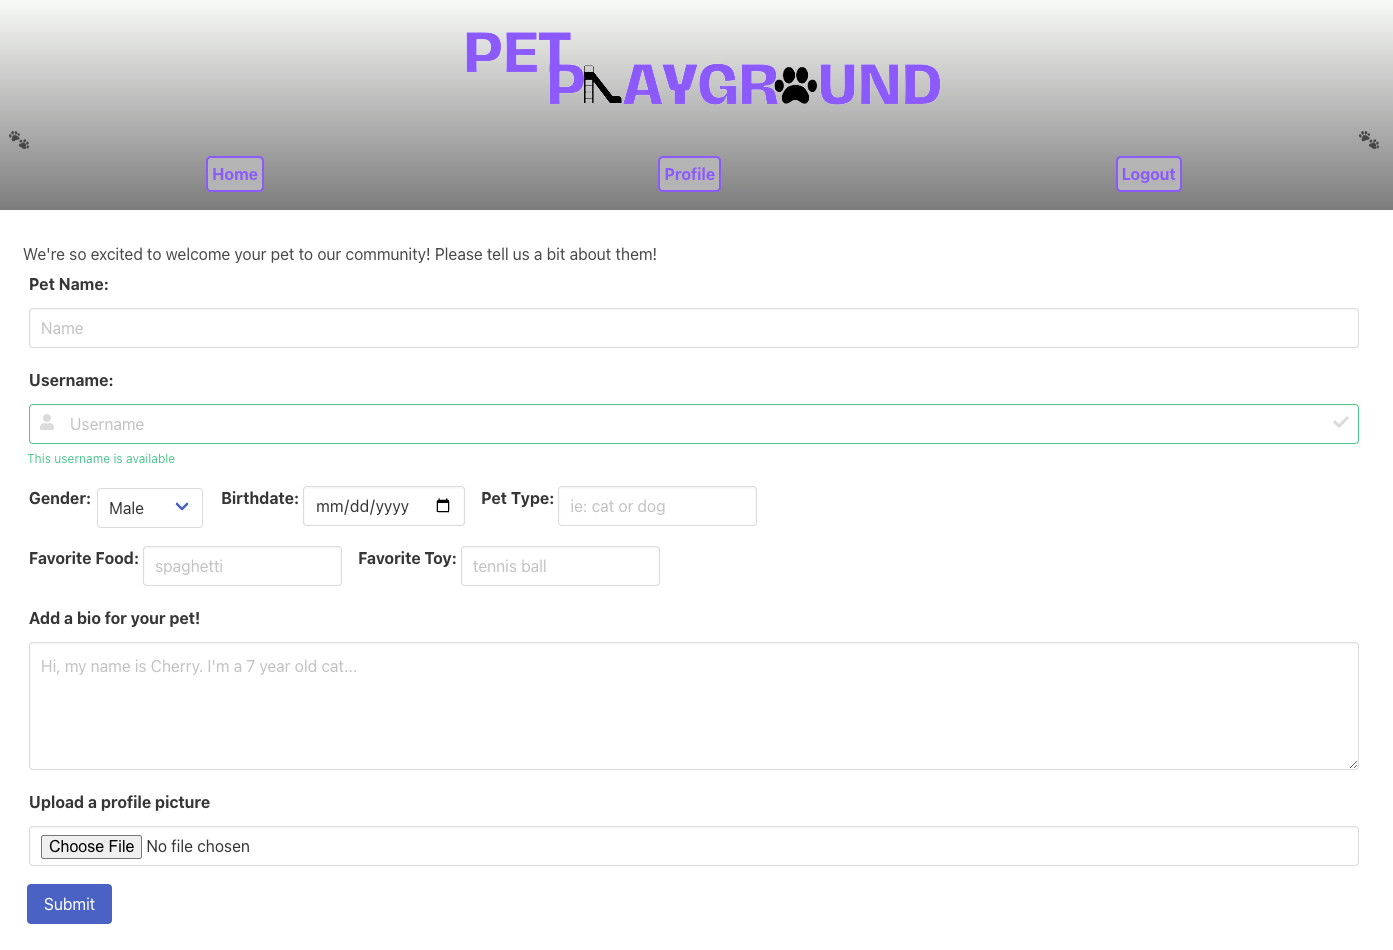 PET
PLAYGROUND
Home Profile Logout
We're so excited to welcome your pet to our community! Please tell us a bit about them!
Pet Name:
Name
Username:
Username
This username is available
Gender: Male Birthdate: mm/dd/yyyy Pet Type: ie: cat or dog
Favorite Food: spaghetti Favorite Toy: tennis ball
Add a bio for your pet!
Hi, my name is Cherry. I'm a 7 year old cat...
Upload a profile picture
Choose File No file chosen
Submit